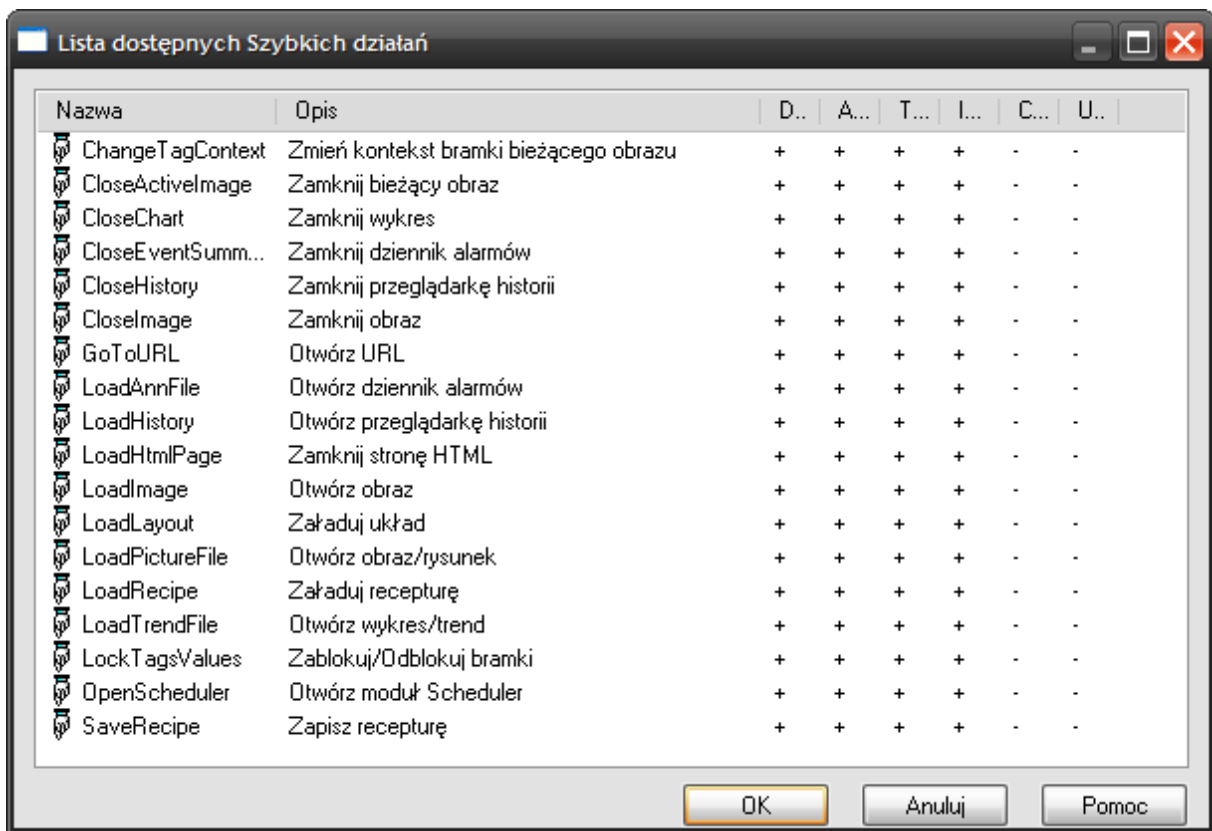 Lista dostępnych Szybkich działań
Nazwa Opis D.. A... T... I... C... U..
ChangeTagContext Zmień kontekst bramki bieżącego obrazu + + + + - -
CloseActiveImage Zamknij bieżący obraz + + + + - -
CloseChart Zamknij wykres + + + + - -
CloseEventSumm... Zamknij dziennik alarmów + + + + - -
CloseHistory Zamknij przeglądarkę historii + + + + - -
CloseImage Zamknij obraz + + + + - -
GoToURL Otwórz URL + + + + - -
LoadAnnFile Otwórz dziennik alarmów + + + + - -
LoadHistory Otwórz przeglądarkę historii + + + + - -
LoadHtmlPage Zamknij stronę HTML + + + + - -
LoadImage Otwórz obraz + + + + - -
LoadLayout Załaduj układ + + + + - -
LoadPictureFile Otwórz obraz/rysunek + + + + - -
LoadRecipe Załaduj recepturę + + + + - -
LoadTrendFile Otwórz wykres/trend + + + + - -
LockTagsValues Zablokuj/Odblokuj bramki + + + + - -
OpenScheduler Otwórz moduł Scheduler + + + + - -
SaveRecipe Zapisz recepturę + + + + - -
OK Anuluj Pomoc